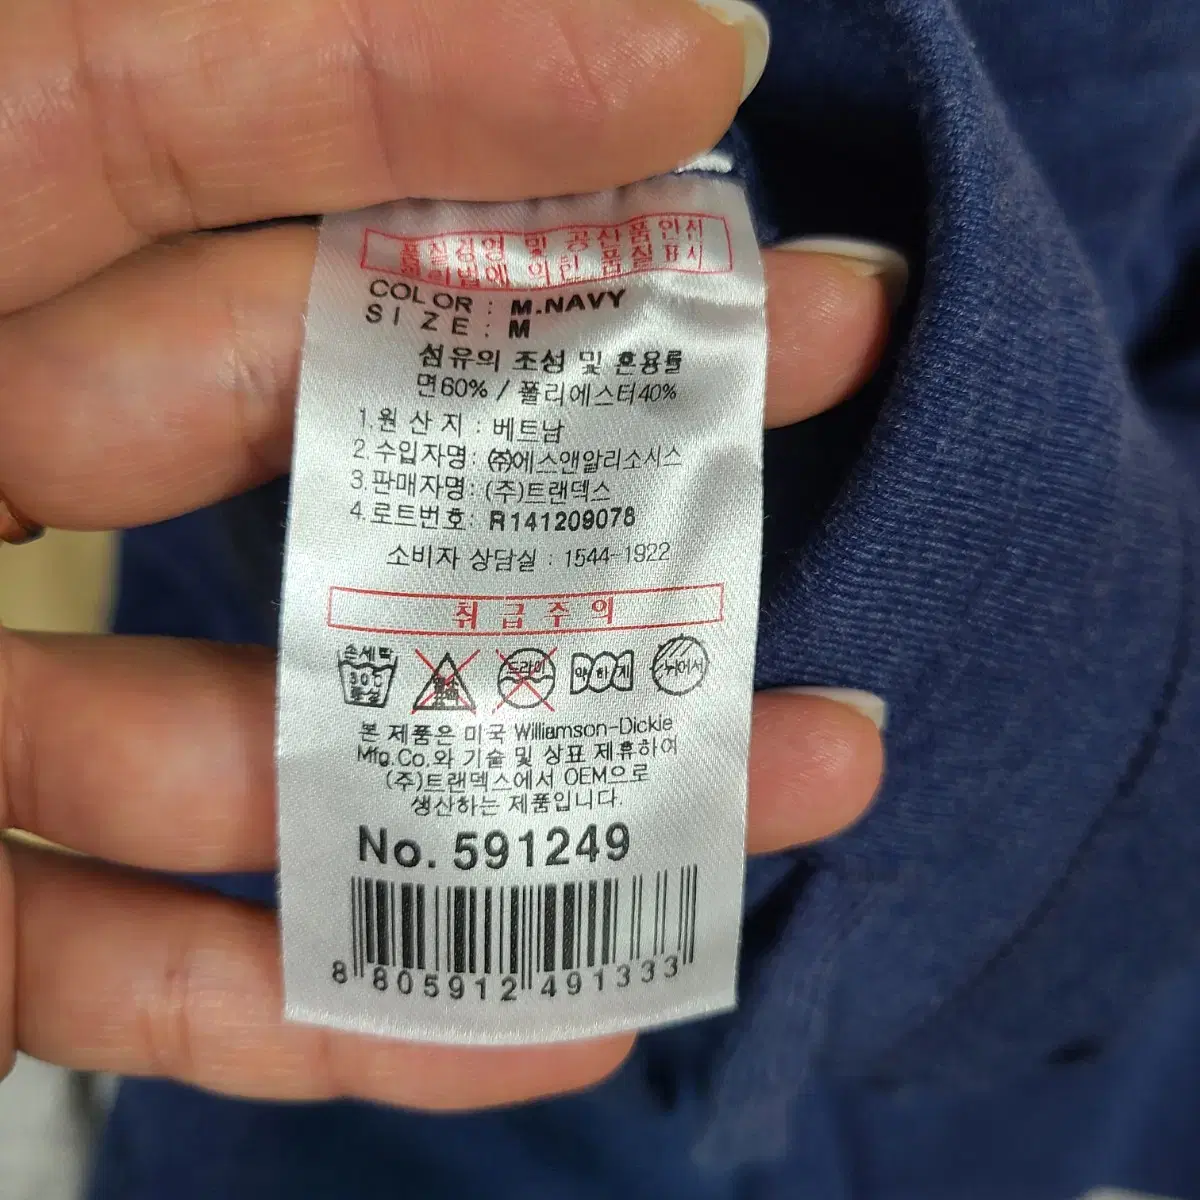 품질경영 및 공산품안전
관리법에 의한 품질표시
COLOR : M.NAVY
SIZE : M
섬유의 조성 및 혼용률
면60% / 폴리에스터40%
1.원 산 지 : 베트남
2.수입자명: ㈜에스앤알리소시스
3.판매자명: (주)트랜덱스
4.로트번호: R141209078
소비자 상담실 : 1544-1922
취 급 주 의
손세탁
30℃
중성
드라이
약하게
뉘어서
본 제품은 미국 Williamson-Dickie
Mfg.Co.와 기술 및 상표 제휴하여
(주)트랜덱스에서 OEM으로
생산하는 제품입니다.
No. 591249
8 805912 491333